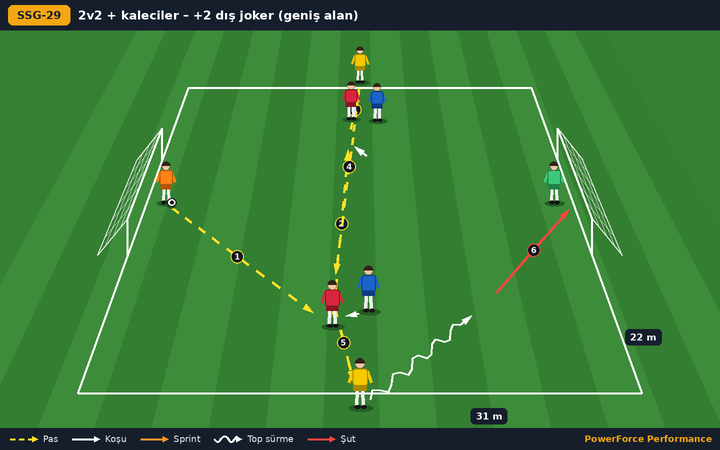 SSG-29 2v2 + kaleciler – +2 dış joker (geniş alan)
4
2
1
6
5
22 m
31 m
Pas Koşu Sprint Top sürme Şut PowerForce Performance